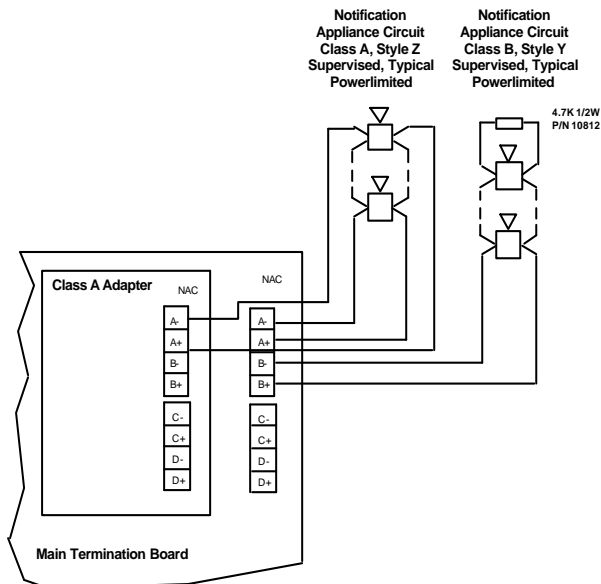 Notification
Appliance Circuit
Class A, Style Z
Supervised, Typical
Powerlimited
Notification
Appliance Circuit
Class B, Style Y
Supervised, Typical
Powerlimited
4.7K 1/2W
P/N 10812
Class A Adapter
NAC
A-
A+
B-
B+
C-
C+
D-
D+
NAC
A-
A+
B-
B+
C-
C+
D-
D+
Main Termination Board